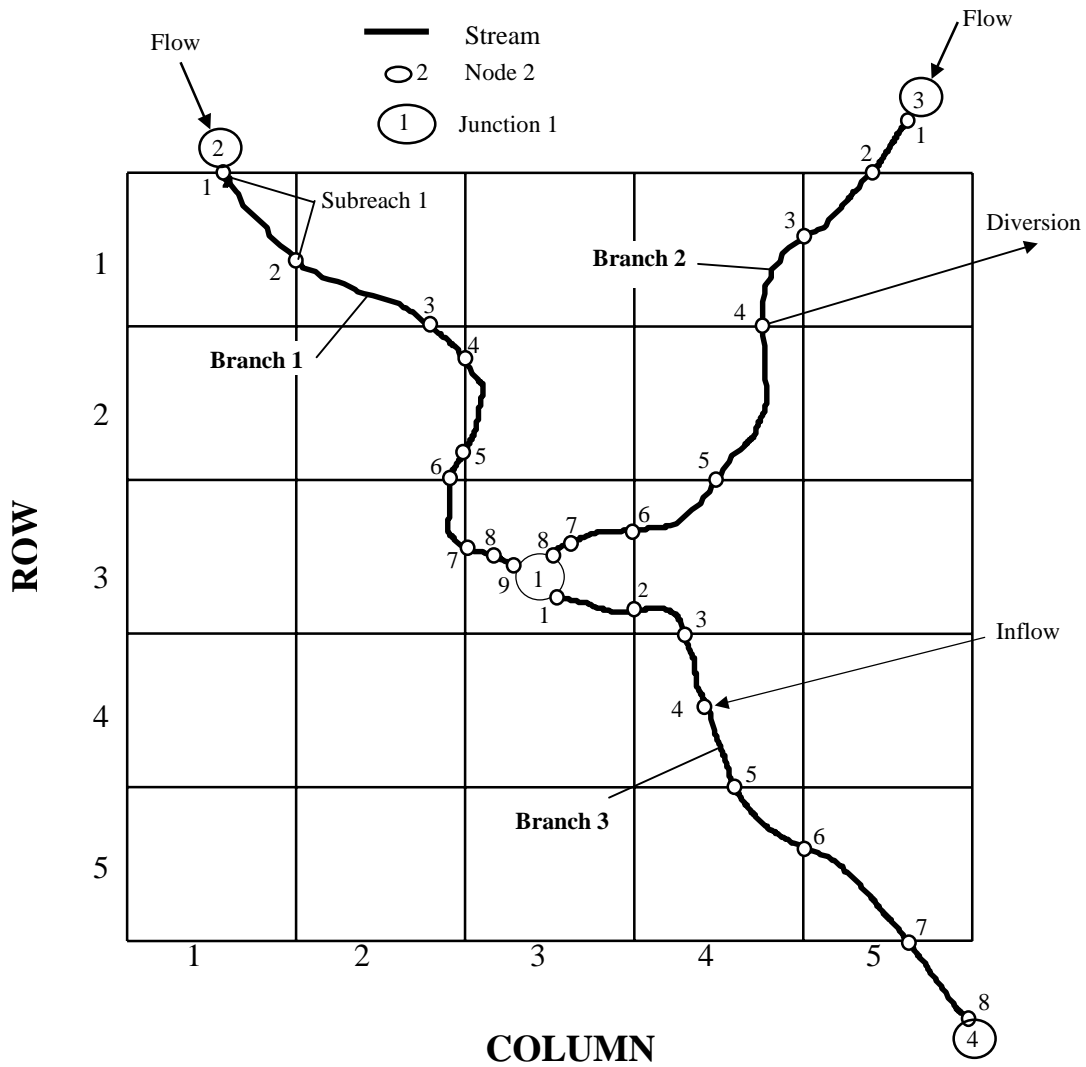 Flow
Stream
2 Node 2
1 Junction 1
Flow
2
3
1
2
1
Subreach 1
Diversion
3
Branch 2
1
2
3
4
4
Branch 1
2
5
6
5
6
7
8
8
7
9
1
1
2
3
3
Inflow
4
4
5
Branch 3
6
5
7
1 2 3 4 5
8
4
ROW
COLUMN